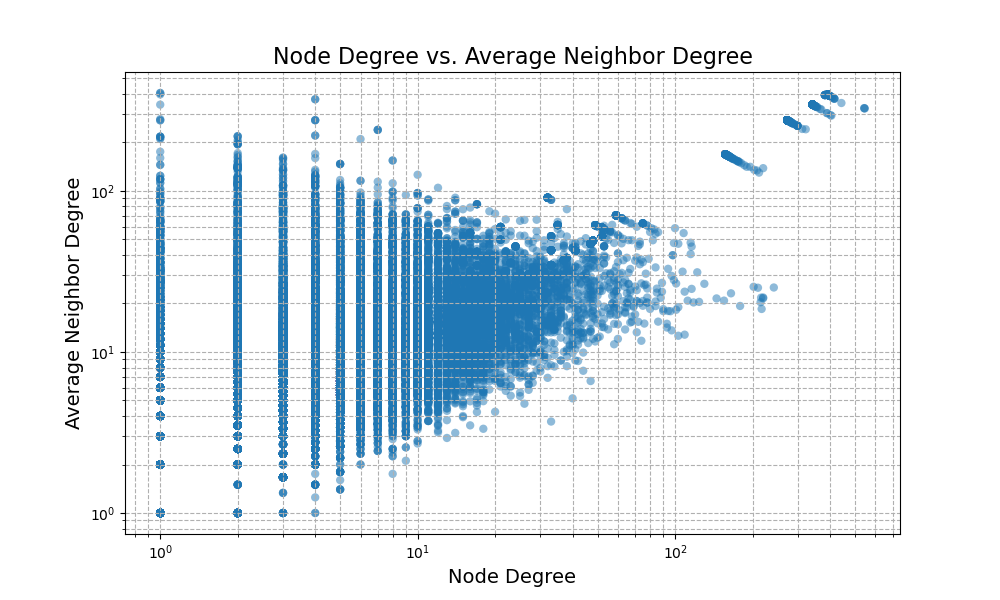 Node Degree vs. Average Neighbor Degree
Average Neighbor Degree
10²
10¹
10⁰
10⁰ 10¹ 10²
Node Degree